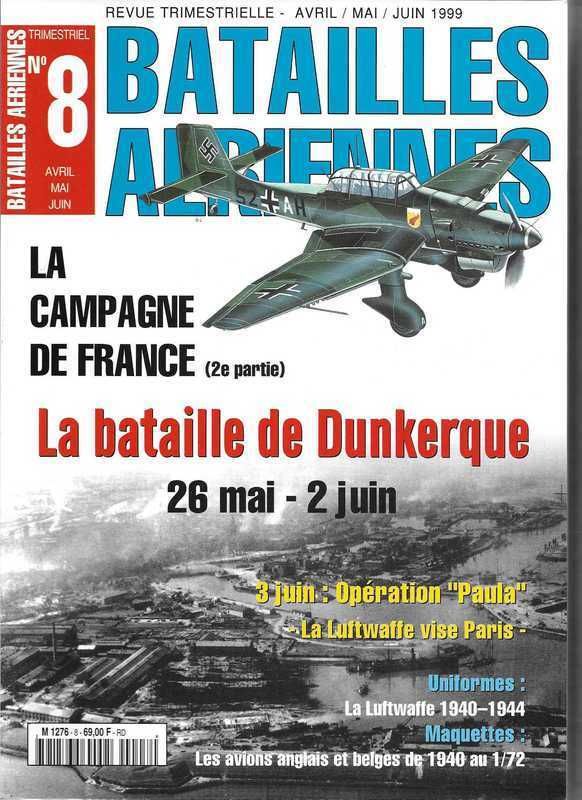 REVUE TRIMESTRIELLE - AVRIL / MAI / JUIN 1999
BATAILLES AERIENNES
TRIMESTRIEL
N° 8
AVRIL
MAI
JUIN
BATAILLES
AERIENNES
S2 AH
A
LA
CAMPAGNE
DE FRANCE (2e partie)
La bataille de Dunkerque
26 mai - 2 juin
3 juin : Opération "Paula"
- La Luftwaffe vise Paris -
Uniformes :
La Luftwaffe 1940–1944
Maquettes :
Les avions anglais et belges de 1940 au 1/72
M 1276 - 8 - 69,00 F - RD